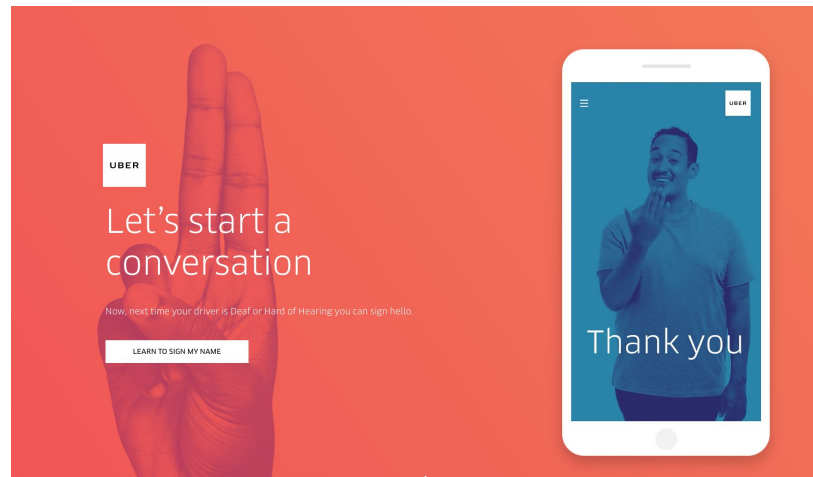 UBER
Let's start a
conversation
Now, next time your driver is Deaf or Hard of Hearing you can sign hello.
LEARN TO SIGN MY NAME
UBER
Thank you